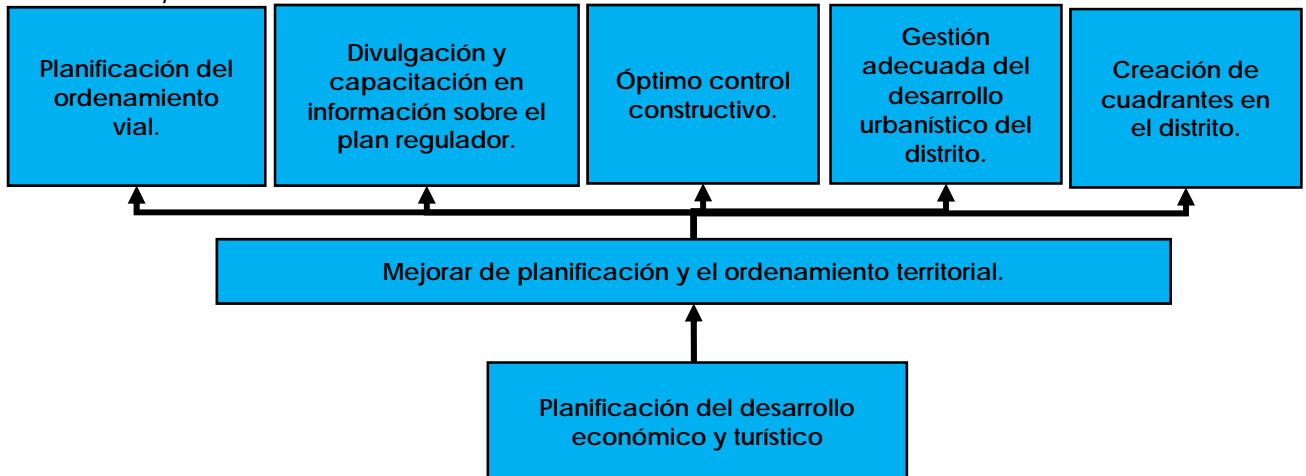 Planificación del
ordenamiento
vial.
Divulgación y
capacitación en
información sobre el
plan regulador.
Óptimo control
constructivo.
Gestión
adecuada del
desarrollo
urbanístico del
distrito.
Creación de
cuadrantes en
el distrito.
Mejorar de planificación y el ordenamiento territorial.
Planificación del desarrollo
económico y turístico